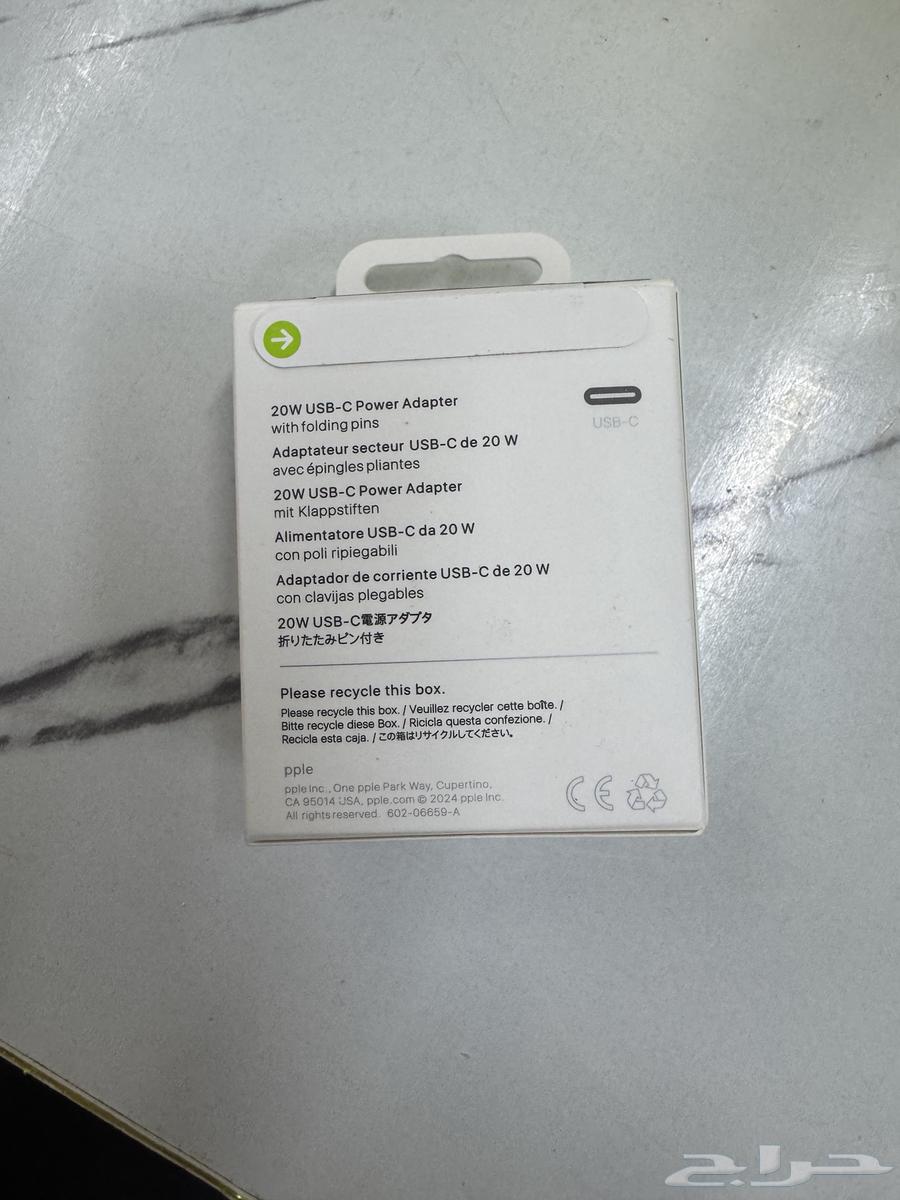 20W USB-C Power Adapter
with folding pins
USB-C
Adaptateur secteur USB-C de 20 W
avec épingles pliantes
20W USB-C Power Adapter
mit Klappstiften
Alimentatore USB-C da 20 W
con poli ripiegabili
Adaptador de corriente USB-C de 20 W
con clavijas plegables
20W USB-C電源アダプタ
折りたたみピン付き
Please recycle this box.
Please recycle this box. / Veuillez recycler cette boîte. /
Bitte recycle diese Box. / Ricicla questa confezione. /
Recicla esta caja. / この箱はリサイクルしてください。
pple
pple Inc., One pple Park Way, Cupertino,
CA 95014 USA, pple.com © 2024 pple Inc.
All rights reserved. 602-06659-A
CE
حراج